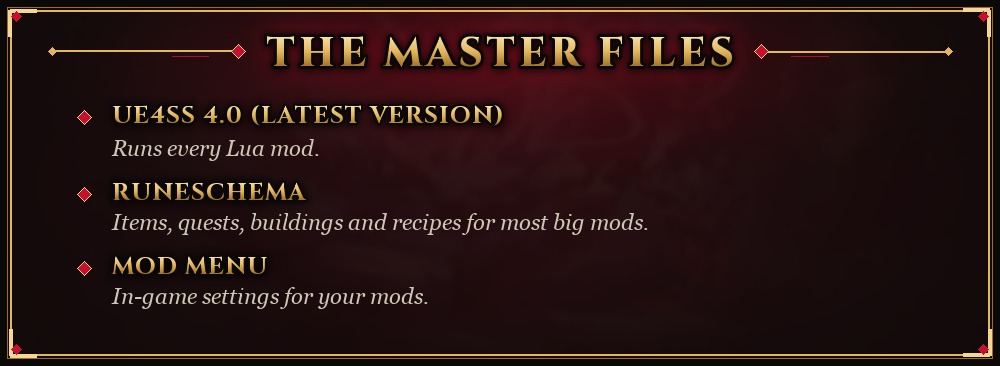 THE MASTER FILES
UE4SS 4.0 (LATEST VERSION)
Runs every Lua mod.
RUNESCHEMA
Items, quests, buildings and recipes for most big mods.
MOD MENU
In-game settings for your mods.